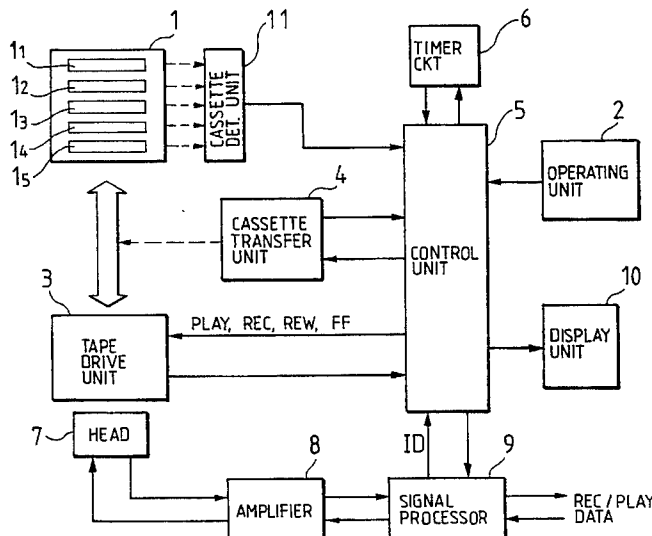 1
11
6
1₁
1₂
1₃
1₄
1₅
CASSETTE
DET. UNIT
TIMER
CKT
5
2
OPERATING
UNIT
4
CASSETTE
TRANSFER
UNIT
CONTROL
UNIT
3
TAPE
DRIVE
UNIT
PLAY, REC, REW, FF
10
DISPLAY
UNIT
7
HEAD
8
AMPLIFIER
ID
9
SIGNAL
PROCESSOR
REC/PLAY
DATA